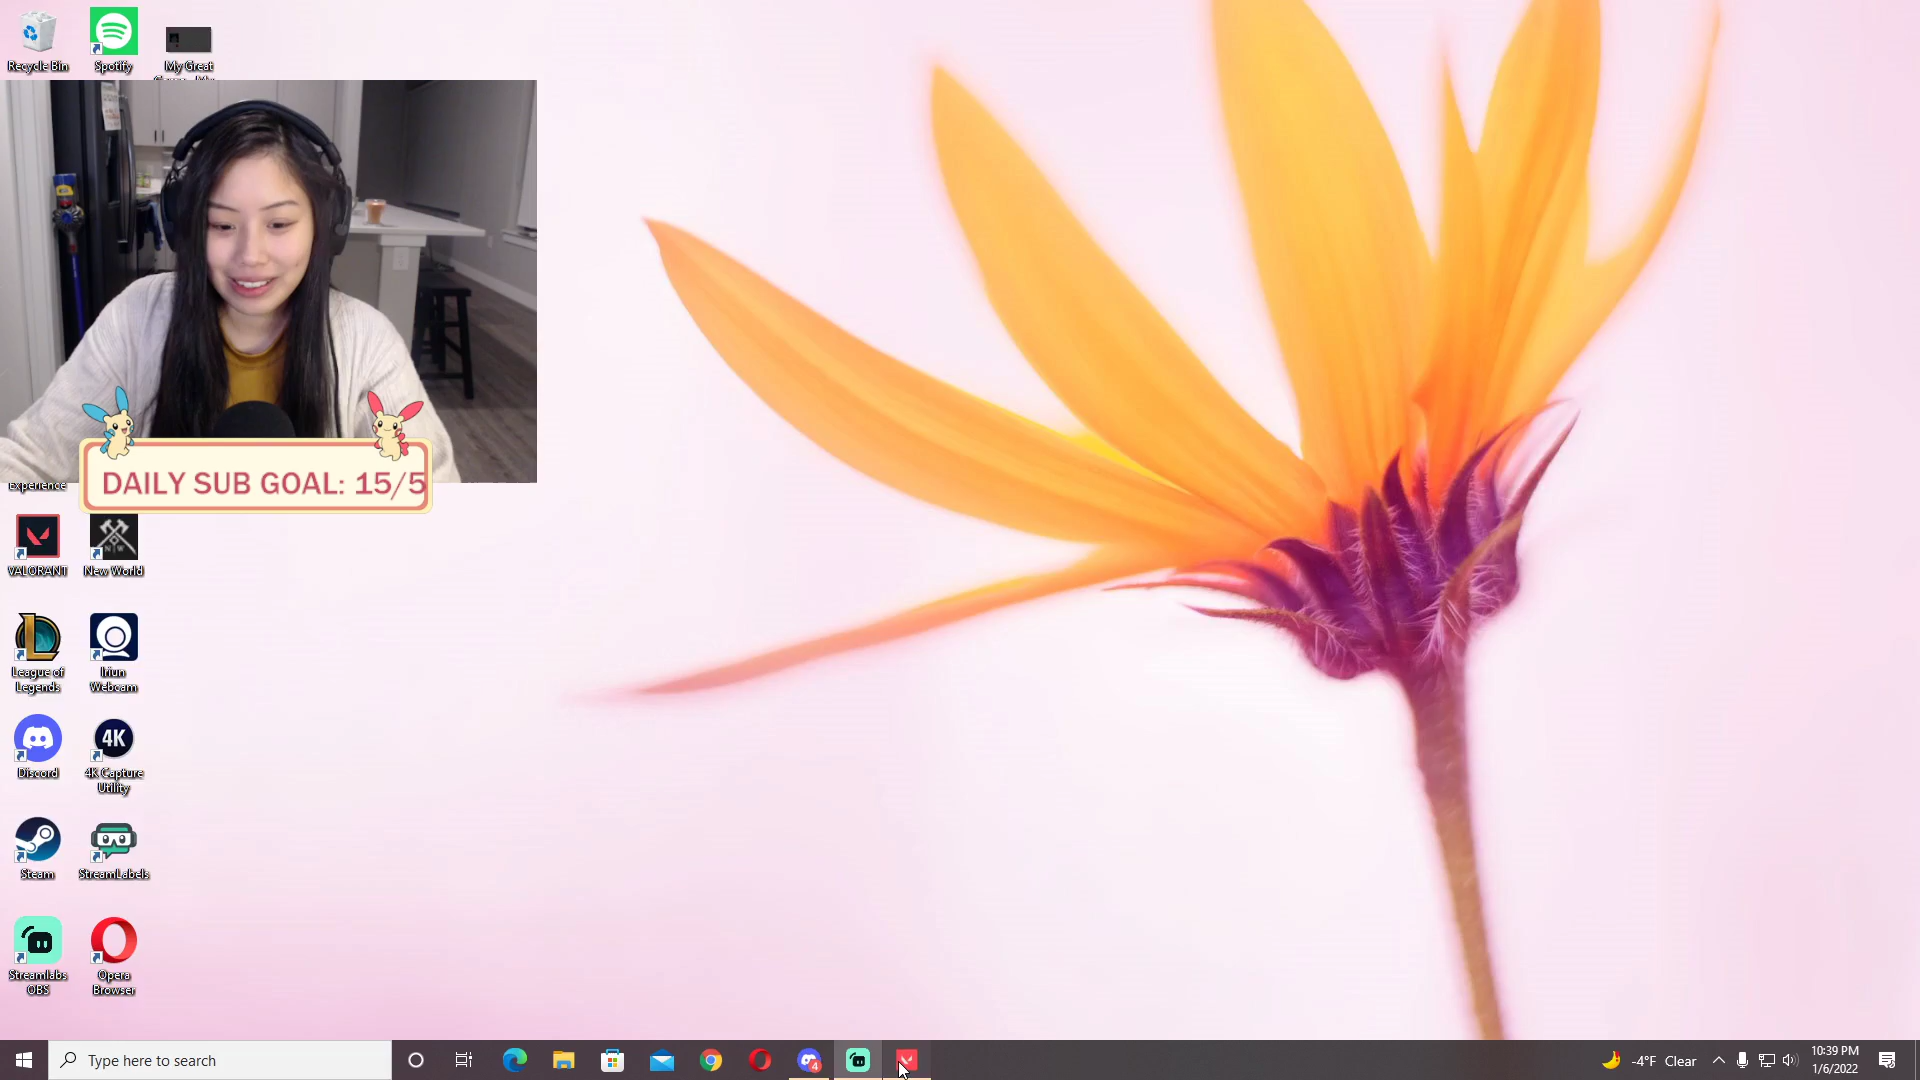 Recycle Bin
Spotify
My Great
Experience
DAILY SUB GOAL: 15/5
VALORANT
New World
League of
Legends
Iriun
Webcam
Discord
4K
4K Capture
Utility
Steam
StreamLabels
Streamlabs
OBS
Opera
Browser
Type here to search
4
-4°F Clear
10:39 PM
1/6/2022